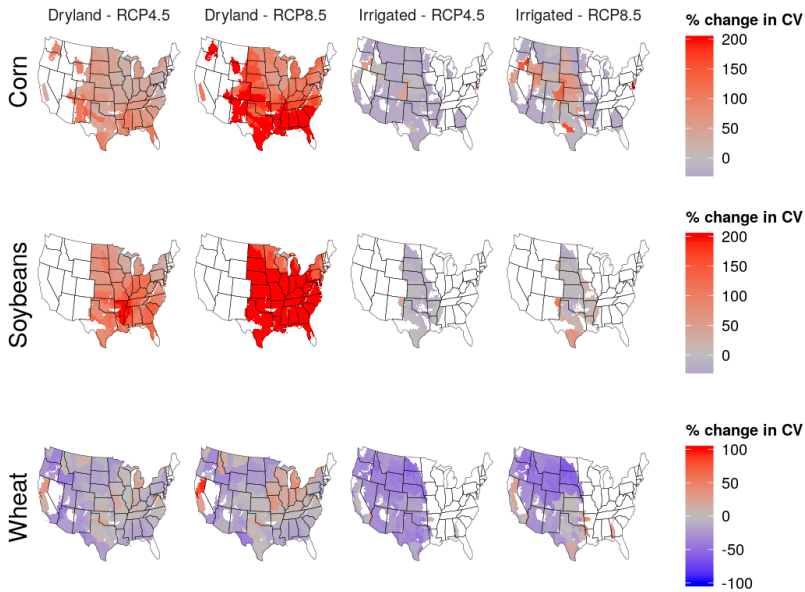 Dryland - RCP4.5 Dryland - RCP8.5 Irrigated - RCP4.5 Irrigated - RCP8.5
Corn
% change in CV
200
150
100
50
0
Soybeans
% change in CV
200
150
100
50
0
Wheat
% change in CV
100
50
0
-50
-100